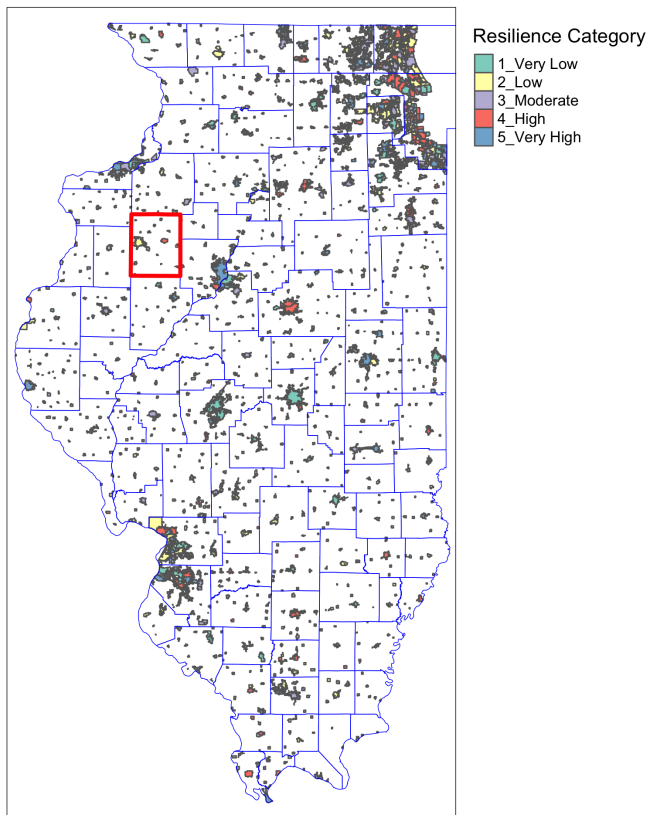 Resilience Category
1_Very Low
2_Low
3_Moderate
4_High
5_Very High